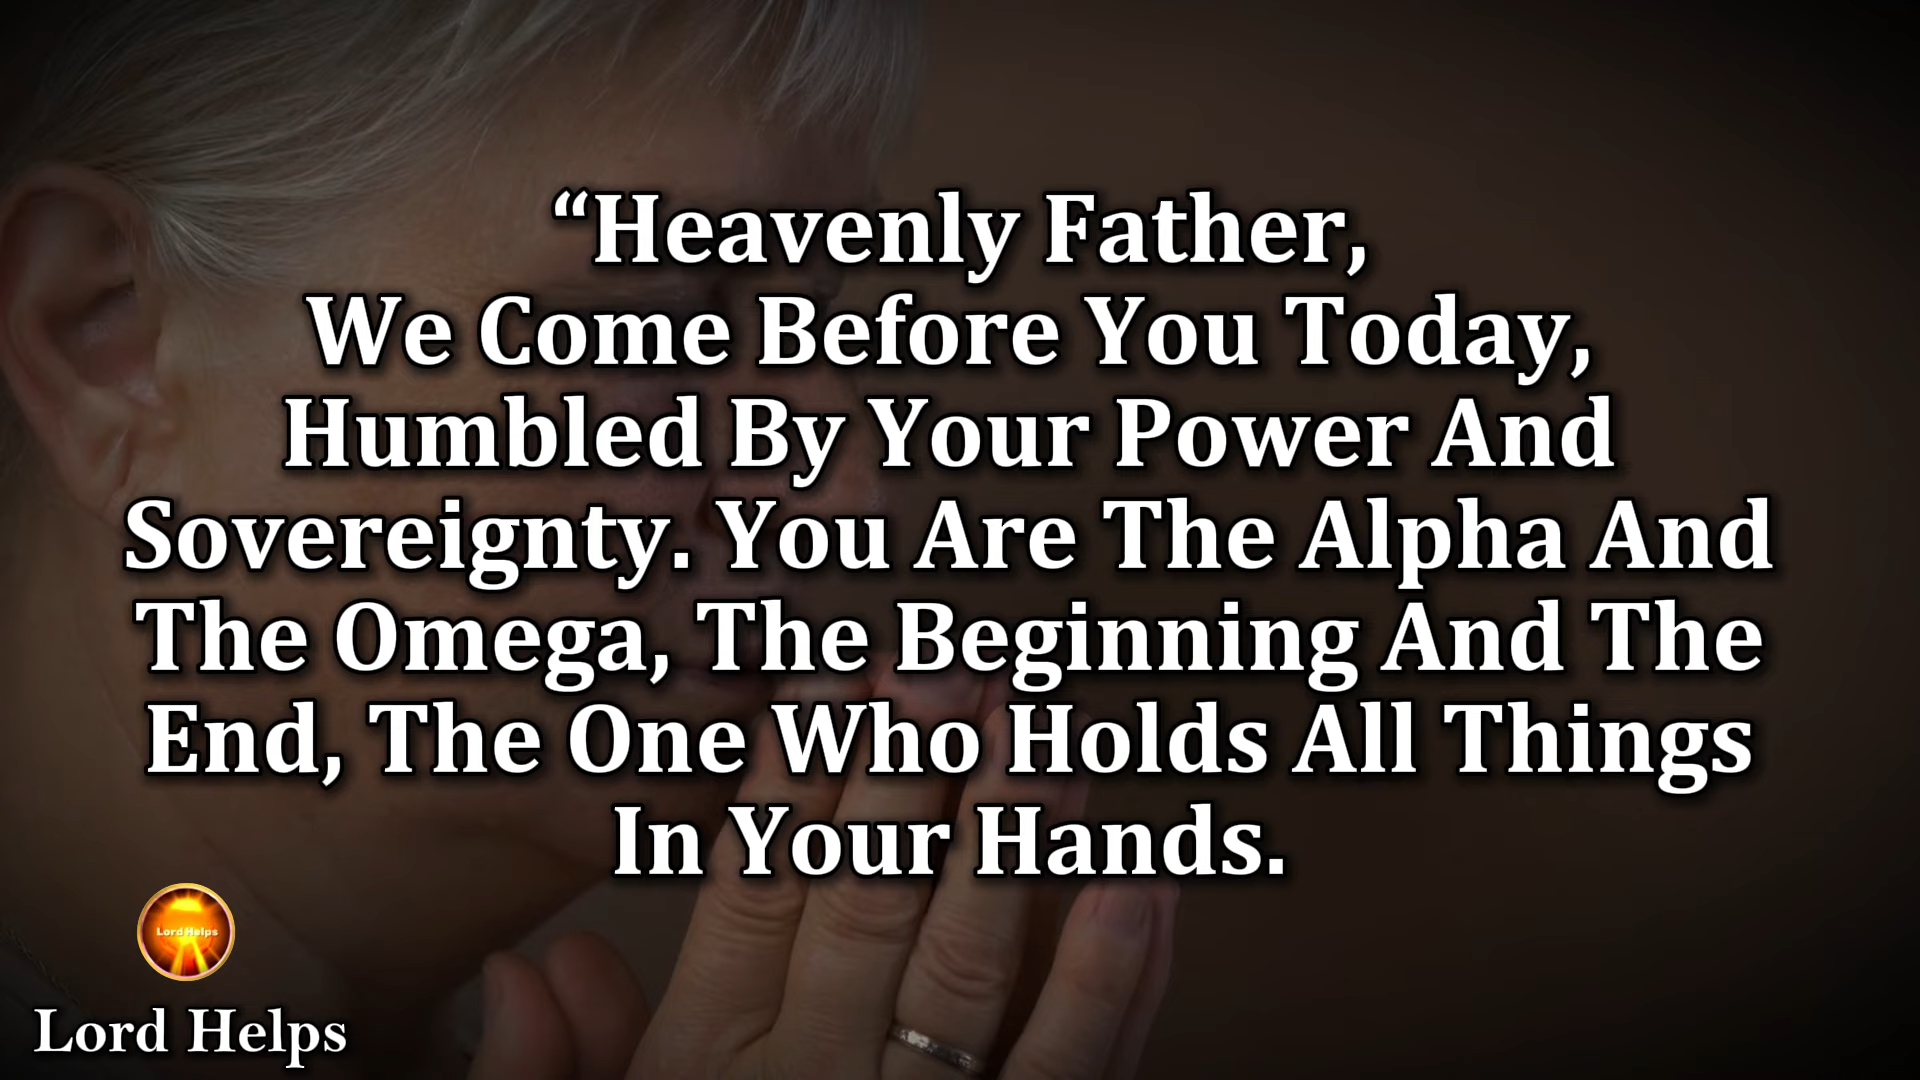 “Heavenly Father,
We Come Before You Today,
Humbled By Your Power And
Sovereignty. You Are The Alpha And
The Omega, The Beginning And The
End, The One Who Holds All Things
In Your Hands.
Lord Helps
Lord Helps